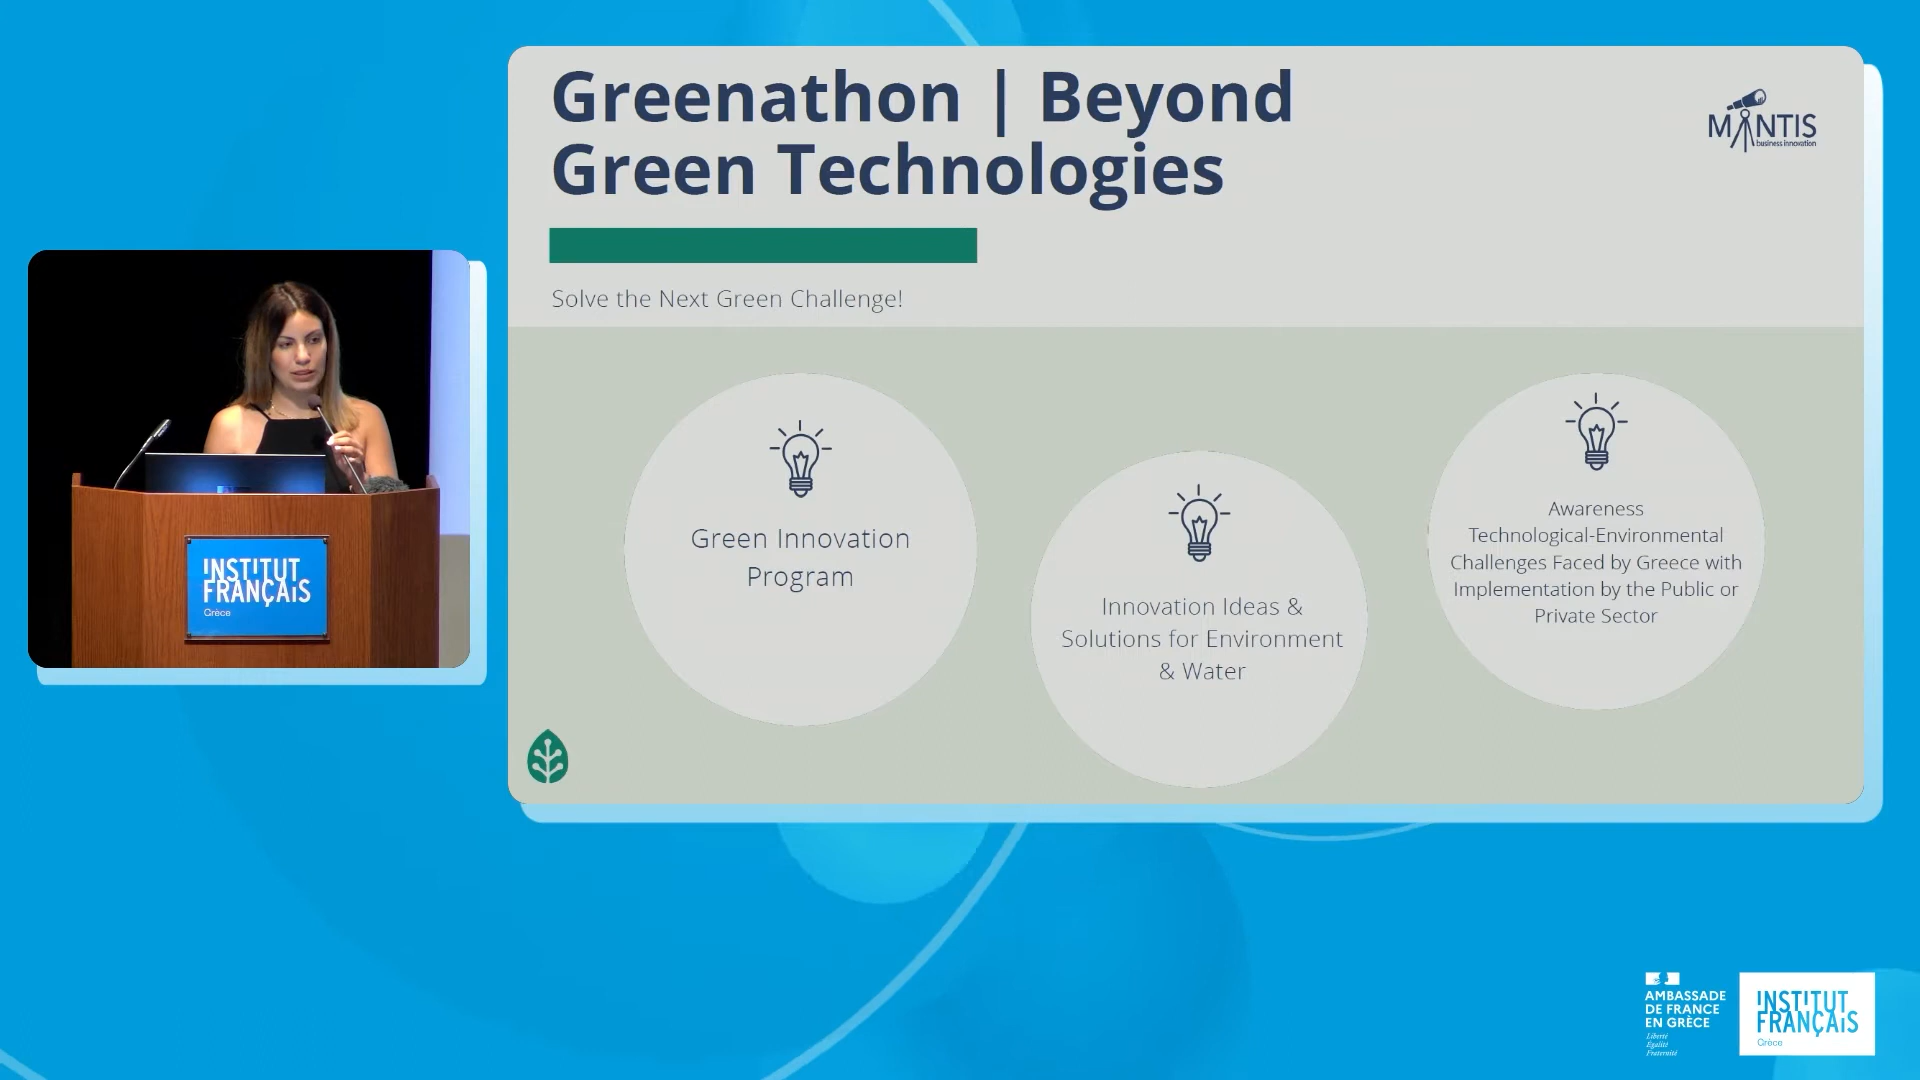 Greenathon | Beyond
Green Technologies
MANTIS
business innovation
Solve the Next Green Challenge!
Green Innovation
Program
Innovation Ideas &
Solutions for Environment
& Water
Awareness
Technological-Environmental
Challenges Faced by Greece with
Implementation by the Public or
Private Sector
INSTITUT
FRANÇAIS
Grèce
AMBASSADE
DE FRANCE
EN GRÈCE
Liberté
Égalité
Fraternité
INSTITUT
FRANÇAIS
Grèce